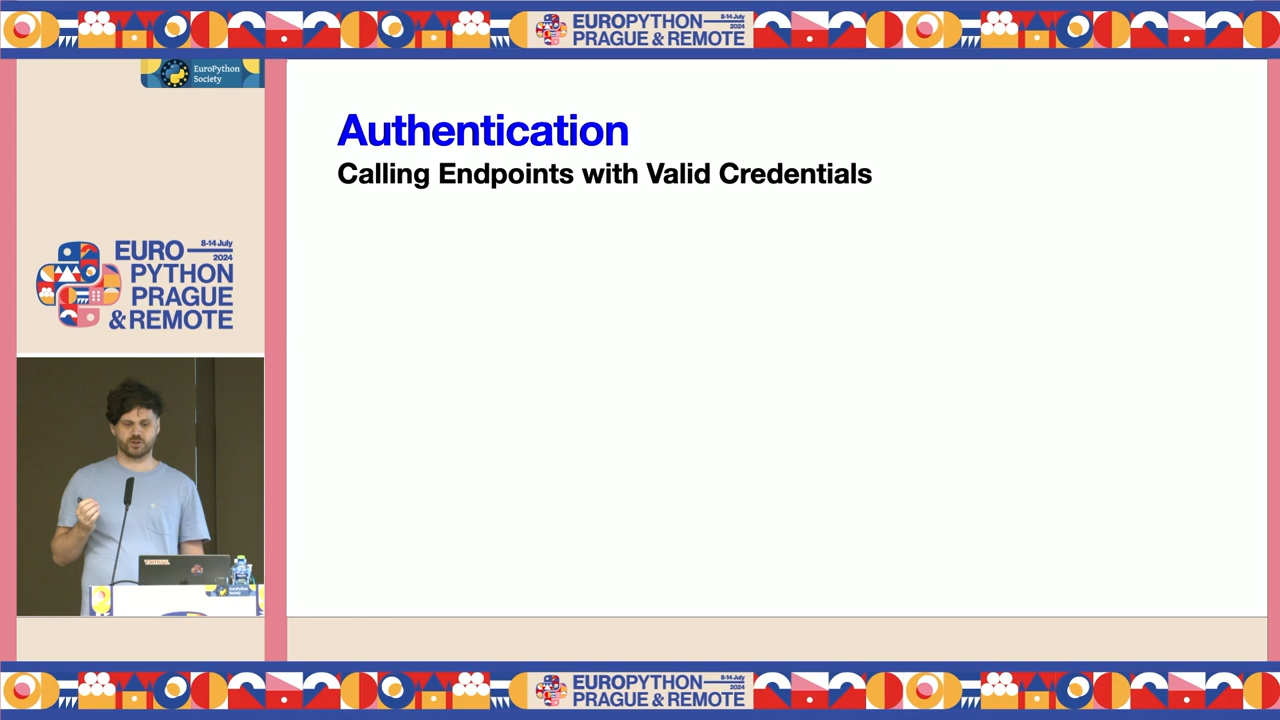 EUROPYTHON
8-14 July
2024
PRAGUE & REMOTE
EuroPython
Society
Authentication
Calling Endpoints with Valid Credentials
EURO
8-14 July
2024
PYTHON
PRAGUE
& REMOTE
EUROPYTHON
8-14 July
2024
PRAGUE & REMOTE